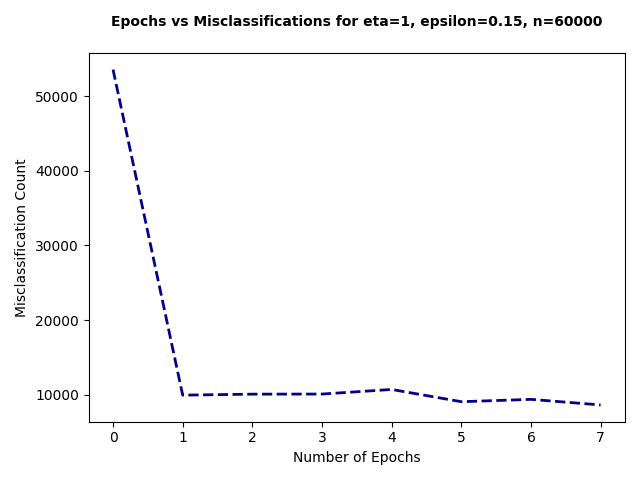 Epochs vs Misclassifications for eta=1, epsilon=0.15, n=60000
50000
40000
30000
20000
10000
Misclassification Count
0 1 2 3 4 5 6 7
Number of Epochs